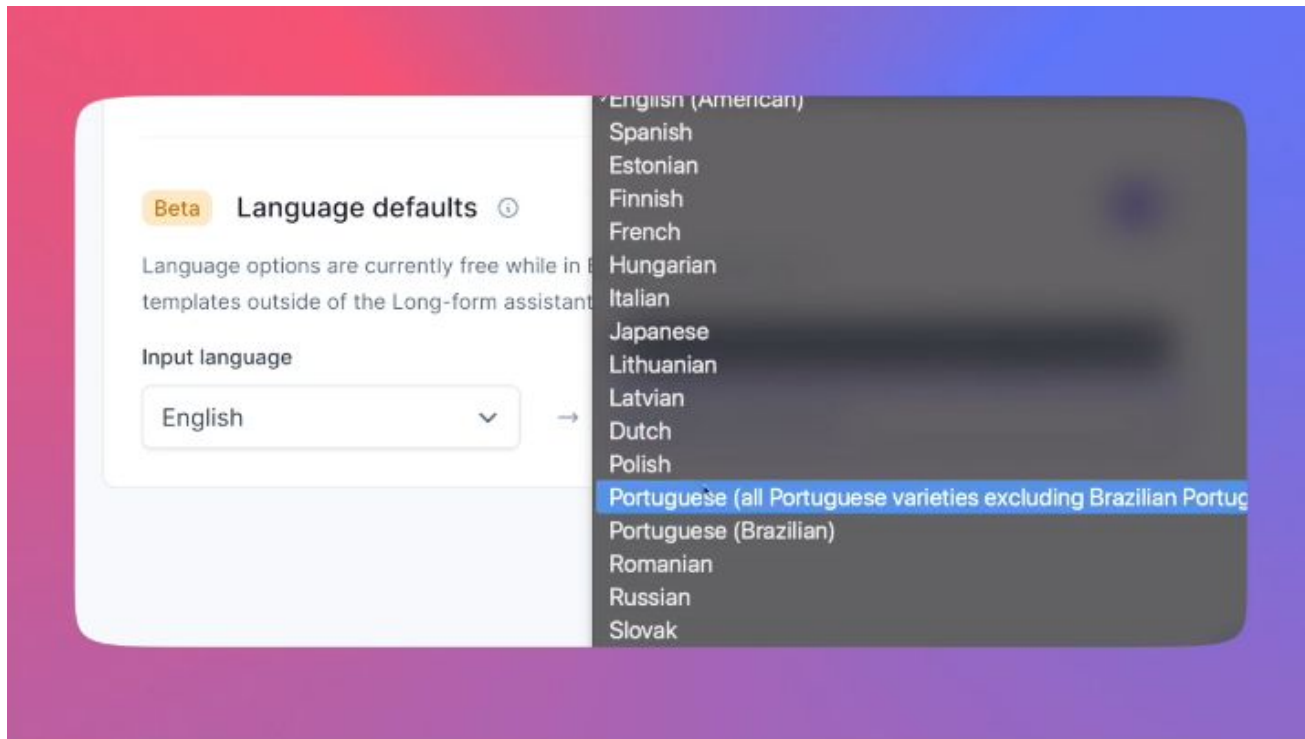 Beta Language defaults
Language options are currently free while in
templates outside of the Long-form assistant
Input language
English
→
English (American)
Spanish
Estonian
Finnish
French
Hungarian
Italian
Japanese
Lithuanian
Latvian
Dutch
Polish
Portuguese (all Portuguese varieties excluding Brazilian Portug
Portuguese (Brazilian)
Romanian
Russian
Slovak